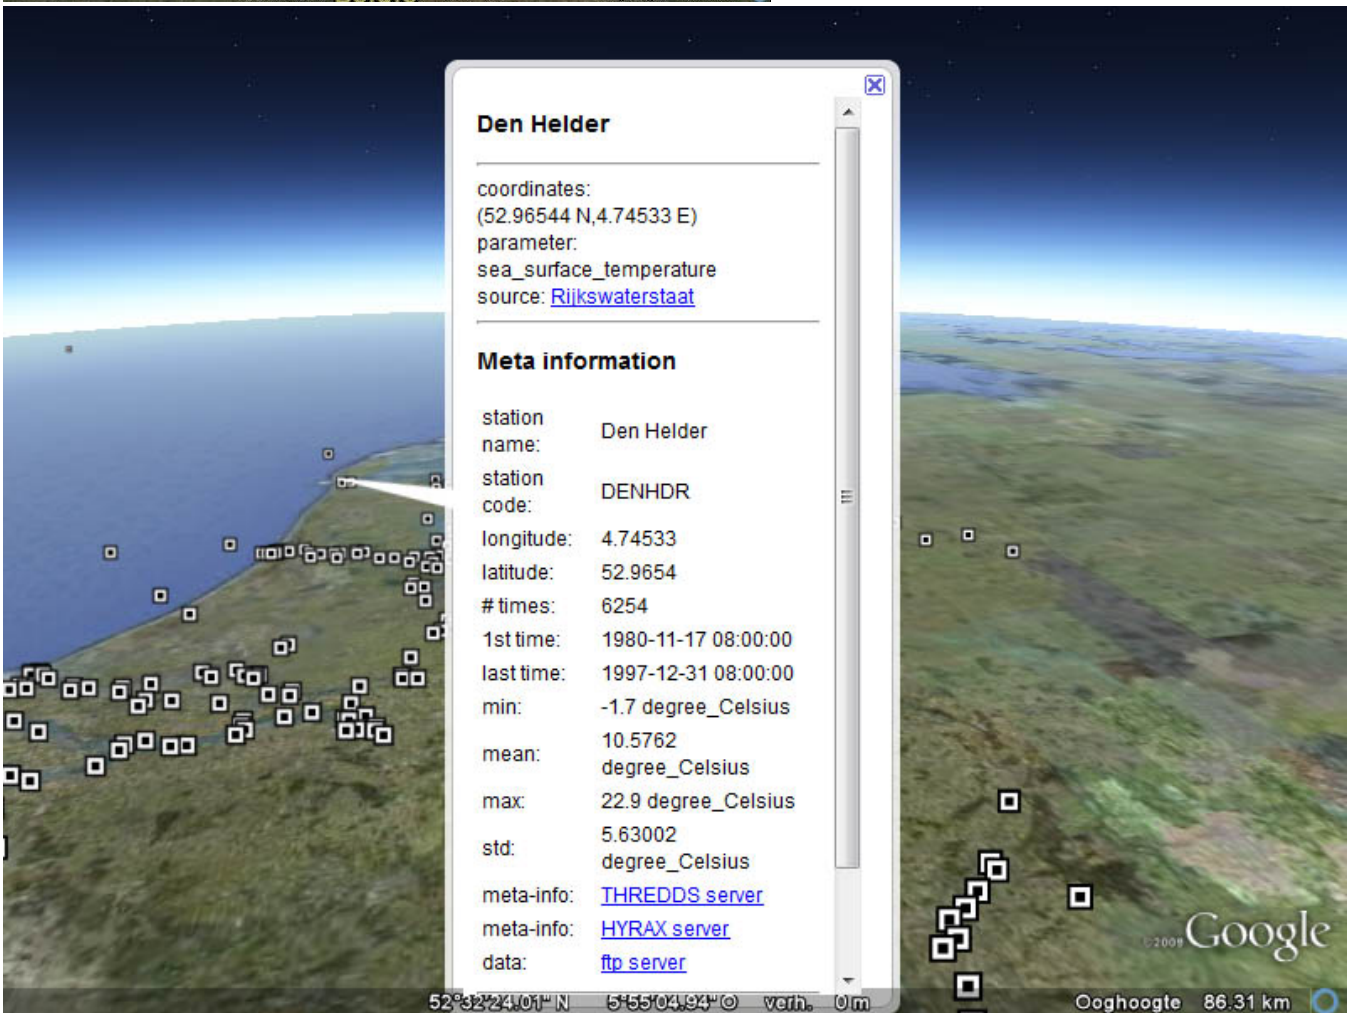 Den Helder
coordinates:
(52.96544 N,4.74533 E)
parameter:
sea_surface_temperature
source: Rijkswaterstaat
Meta information
station name: Den Helder
station code: DENHDR
longitude: 4.74533
latitude: 52.9654
# times: 6254
1st time: 1980-11-17 08:00:00
last time: 1997-12-31 08:00:00
min: -1.7 degree_Celsius
mean: 10.5762 degree_Celsius
max: 22.9 degree_Celsius
std: 5.63002 degree_Celsius
meta-info: THREDDS server
meta-info: HYRAX server
data: ftp server
©2009 Google
52°32'24.01" N 5°55'04.94" O verh. 0 m Ooghoogte 86.31 km